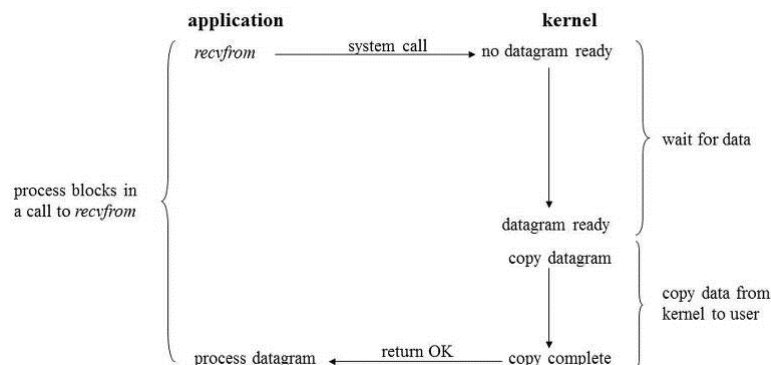 application kernel
recvfrom system call no datagram ready
wait for data
process blocks in
a call to recvfrom
datagram ready
copy datagram
copy data from
kernel to user
process datagram return OK copy complete